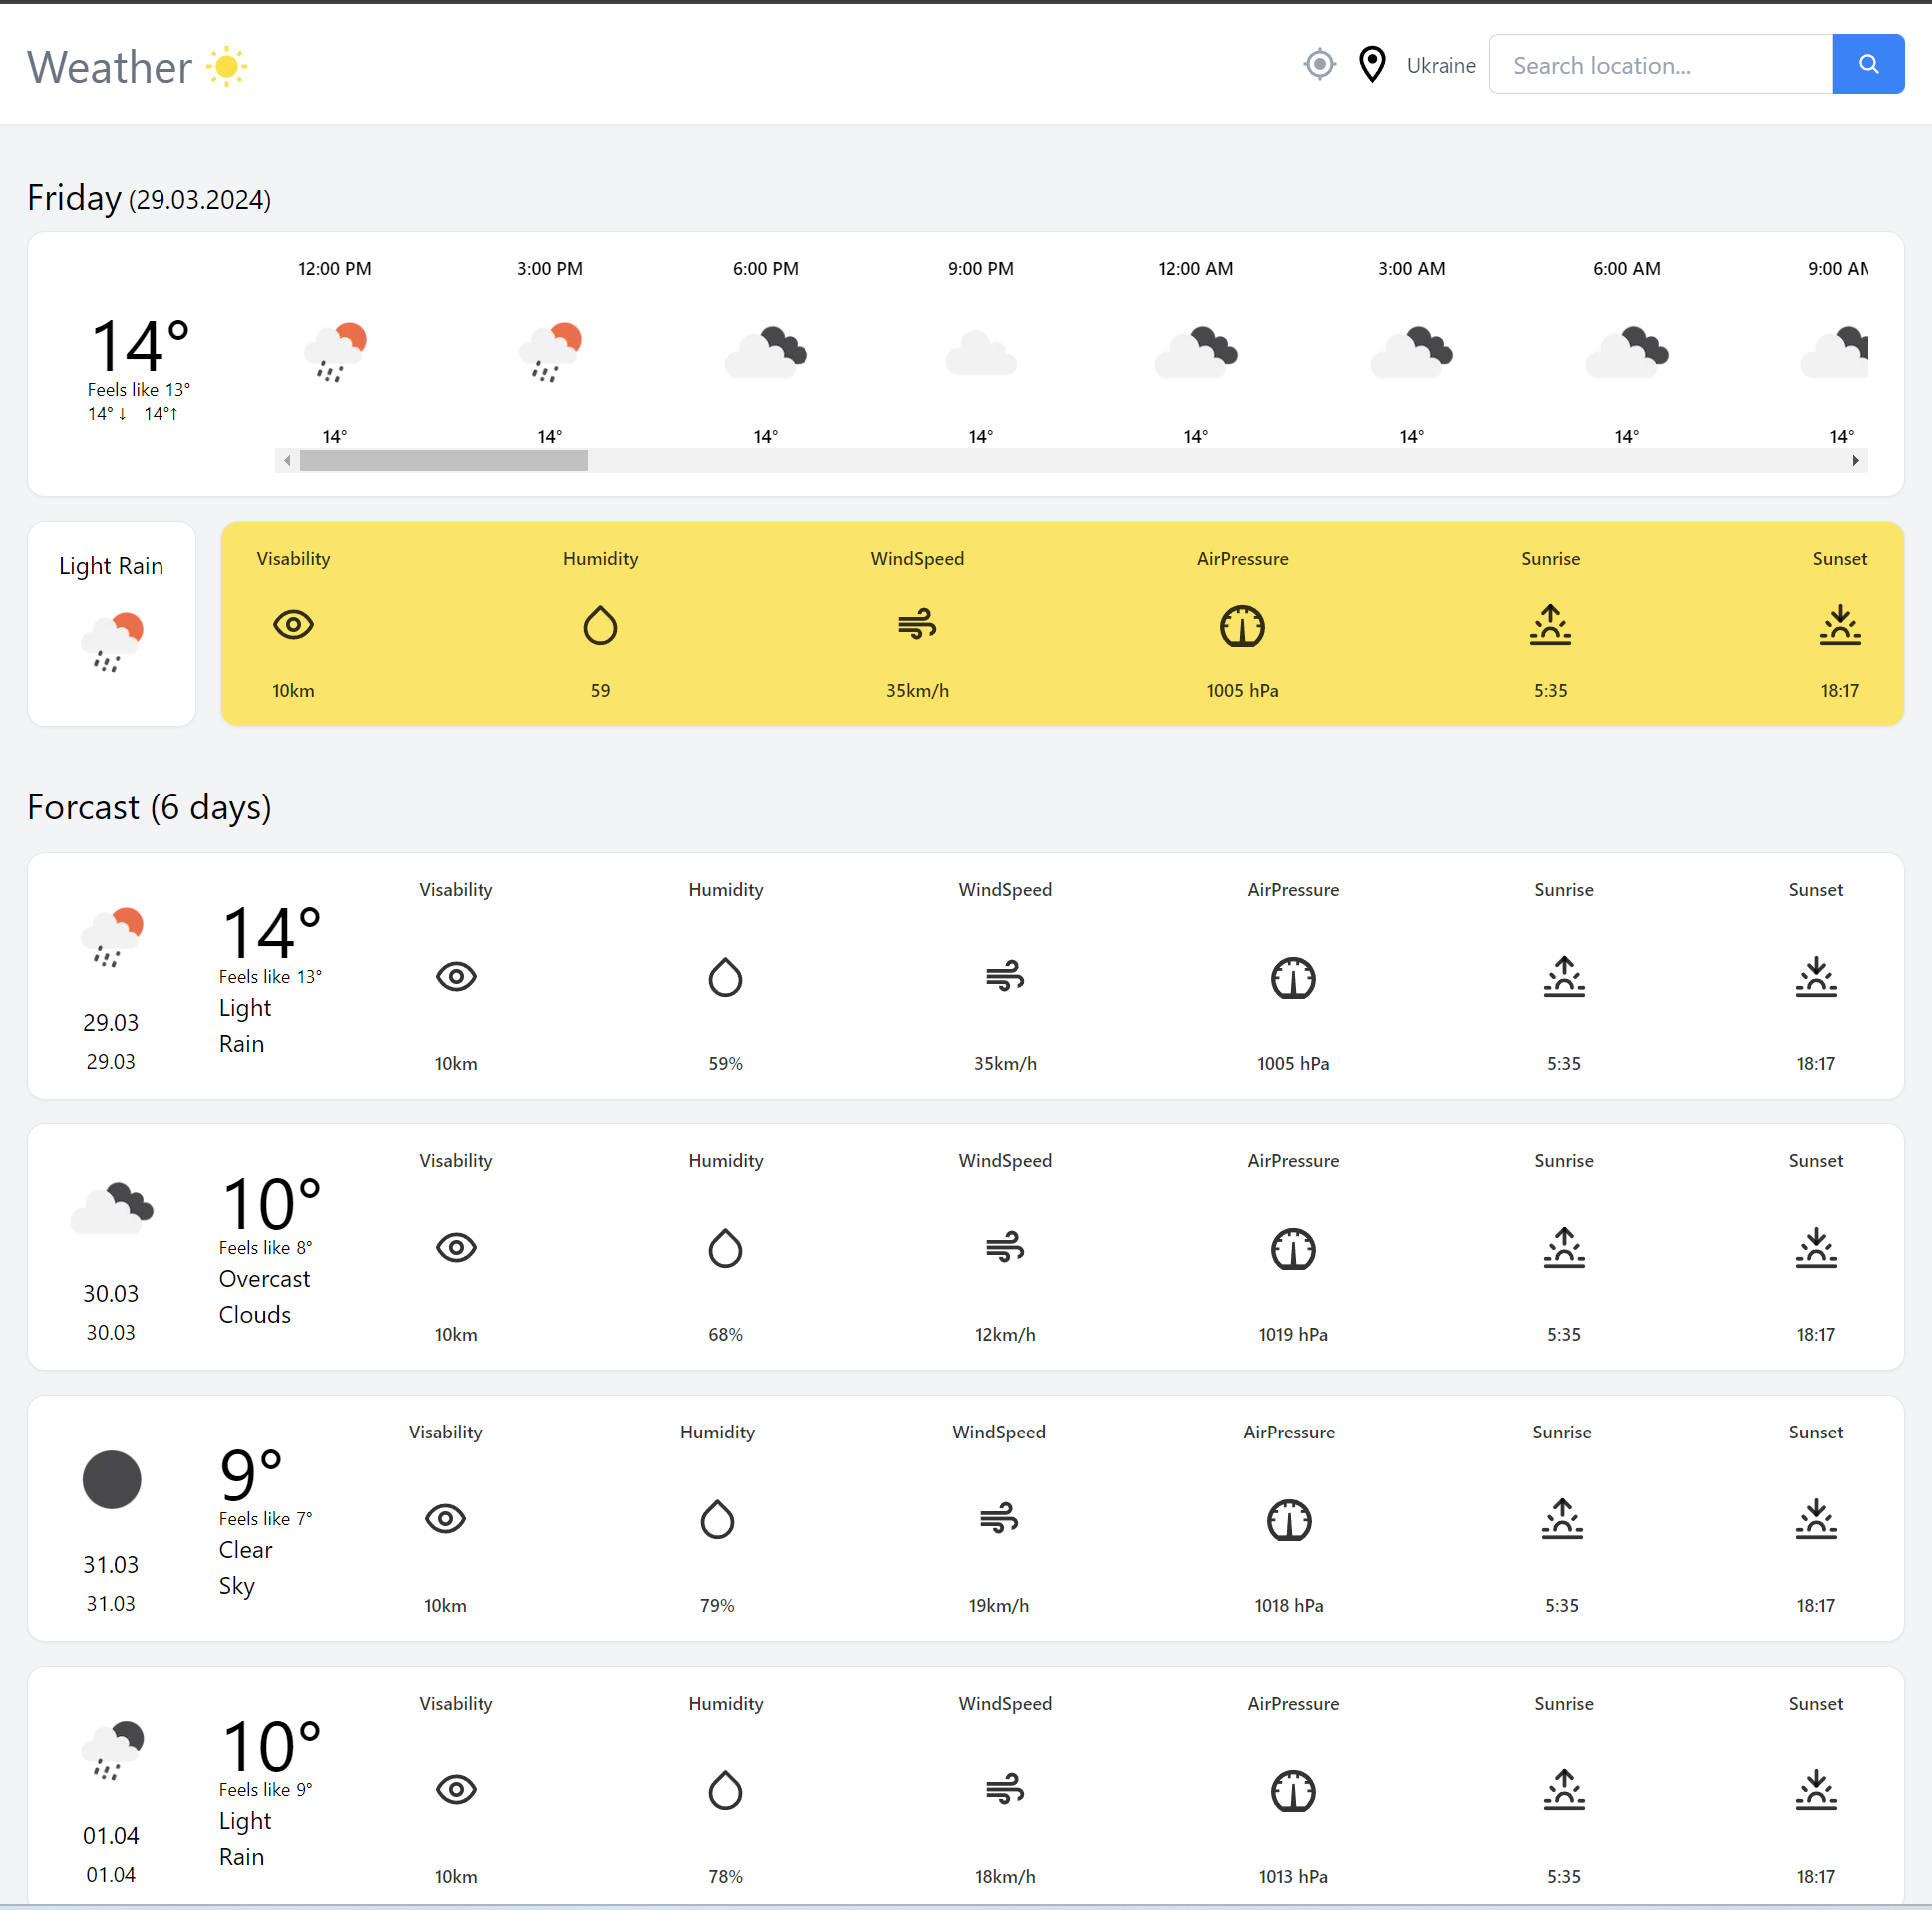 Weather
Ukraine
Search location...
Friday (29.03.2024)
12:00 PM 3:00 PM 6:00 PM 9:00 PM 12:00 AM 3:00 AM 6:00 AM 9:00 AM
14°
Feels like 13°
14°↓ 14°↑
14° 14° 14° 14° 14° 14° 14° 14°
Light Rain
Visability Humidity WindSpeed AirPressure Sunrise Sunset
10km 59 35km/h 1005 hPa 5:35 18:17
Forcast (6 days)
Visability Humidity WindSpeed AirPressure Sunrise Sunset
14°
Feels like 13°
Light
Rain
29.03
29.03
10km 59% 35km/h 1005 hPa 5:35 18:17
Visability Humidity WindSpeed AirPressure Sunrise Sunset
10°
Feels like 8°
Overcast
Clouds
30.03
30.03
10km 68% 12km/h 1019 hPa 5:35 18:17
Visability Humidity WindSpeed AirPressure Sunrise Sunset
9°
Feels like 7°
Clear
Sky
31.03
31.03
10km 79% 19km/h 1018 hPa 5:35 18:17
Visability Humidity WindSpeed AirPressure Sunrise Sunset
10°
Feels like 9°
Light
Rain
01.04
01.04
10km 78% 18km/h 1013 hPa 5:35 18:17